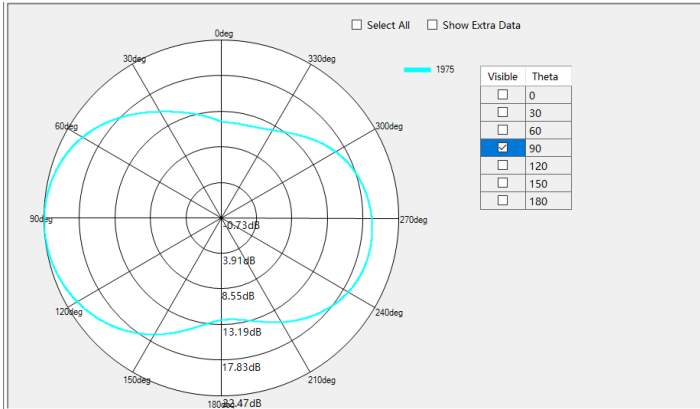 Select All
Show Extra Data
0deg
30deg
330deg
1975
Visible Theta
0
30
60
90
120
150
180
60deg
300deg
90deg
270deg
-0.73dB
3.91dB
8.55dB
120deg
240deg
13.19dB
17.83dB
150deg
210deg
180deg
22.47dB